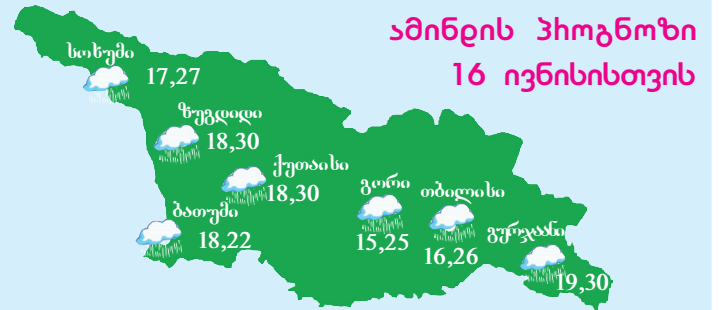 ამინდის პროგნოზი
16 ივნისისთვის
სოხუმი
17,27
ზუგდიდი
18,30
ქუთაისი
18,30
გორი
15,25
თბილისი
16,26
ბათუმი
18,22
გურჯაანი
19,30